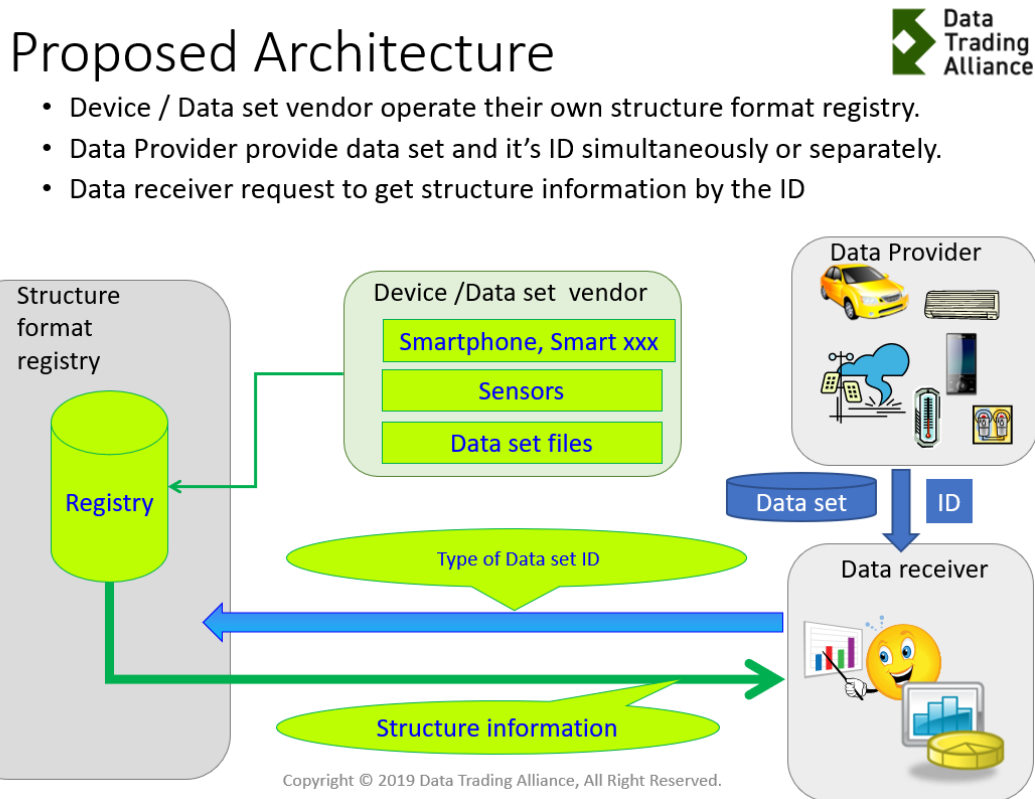 Proposed Architecture
Data
Trading
Alliance
• Device / Data set vendor operate their own structure format registry.
• Data Provider provide data set and it's ID simultaneously or separately.
• Data receiver request to get structure information by the ID
Structure
format
registry
Registry
Device /Data set  vendor
Smartphone, Smart xxx
Sensors
Data set files
Data Provider
Data set
ID
Type of Data set ID
Data receiver
Structure information
Copyright © 2019 Data Trading Alliance, All Right Reserved.